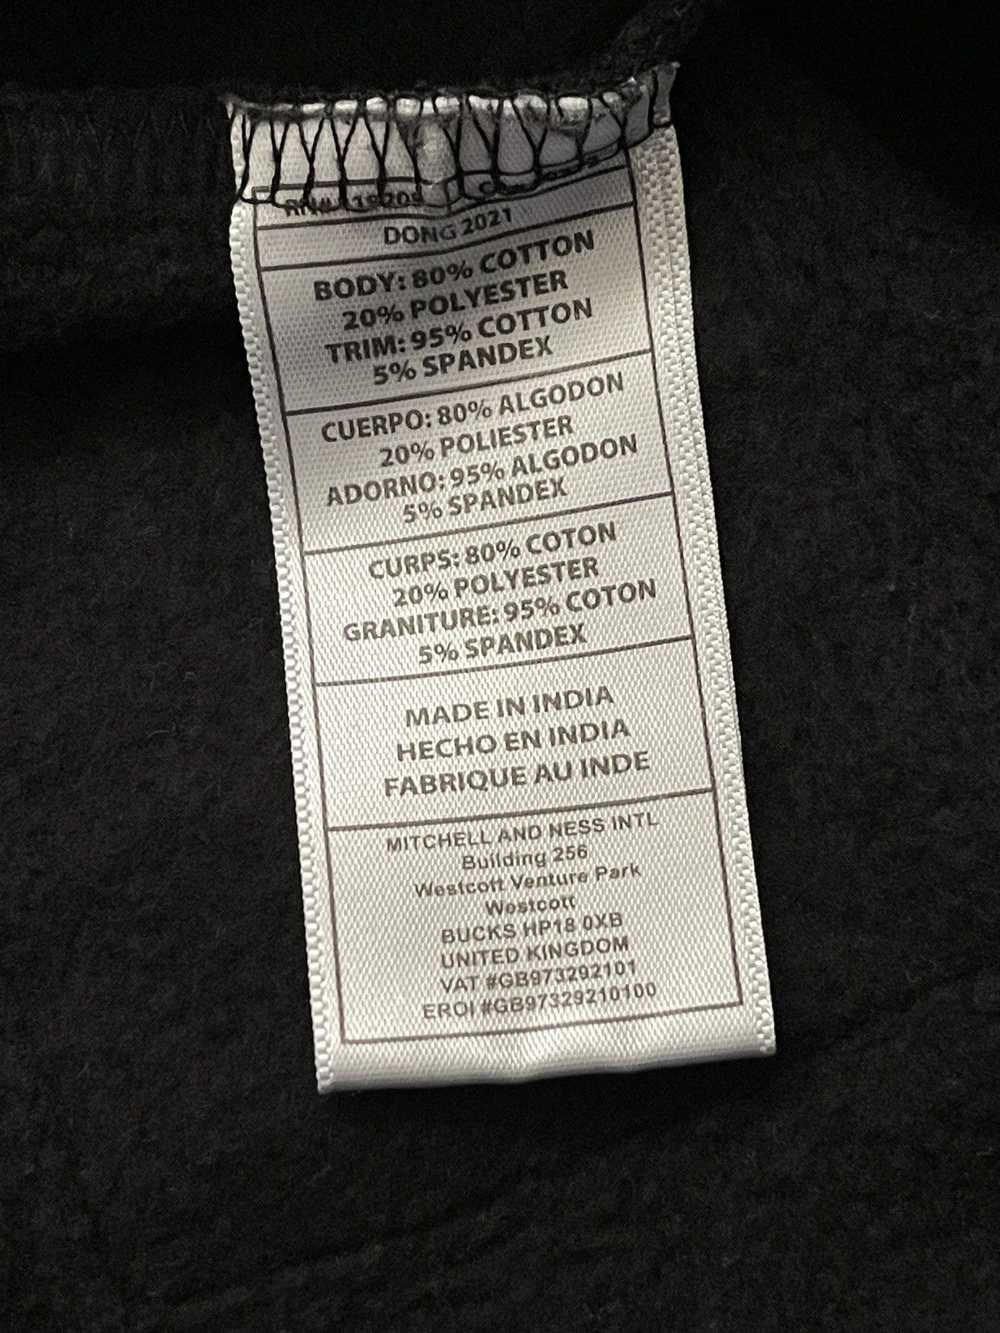 RN#
DONG 2021
BODY: 80% COTTON
20% POLYESTER
TRIM: 95% COTTON
5% SPANDEX
CUERPO: 80% ALGODON
20% POLIESTER
ADORNO: 95% ALGODON
5% SPANDEX
CURPS: 80% COTON
20% POLYESTER
GRANITURE: 95% COTON
5% SPANDEX
MADE IN INDIA
HECHO EN INDIA
FABRIQUE AU INDE
MITCHELL AND NESS INTL
Building 256
Westcott Venture Park
Westcott
BUCKS HP18 0XB
UNITED KINGDOM
VAT #GB973292101
EROI #GB97329210100